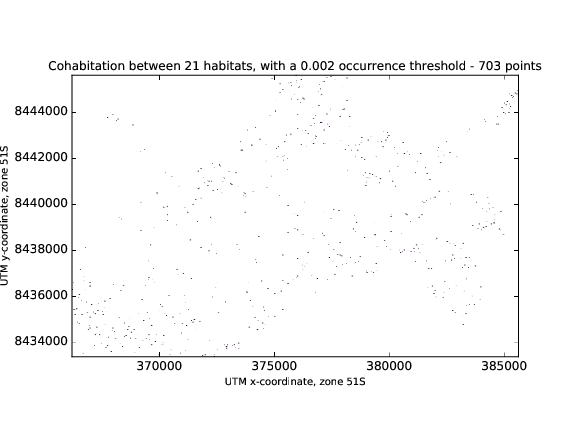 Cohabitation between 21 habitats, with a 0.002 occurrence threshold - 703 points
8444000
8442000
8440000
8438000
8436000
8434000
UTM y-coordinate, zone 51S
370000 375000 380000 385000
UTM x-coordinate, zone 51S